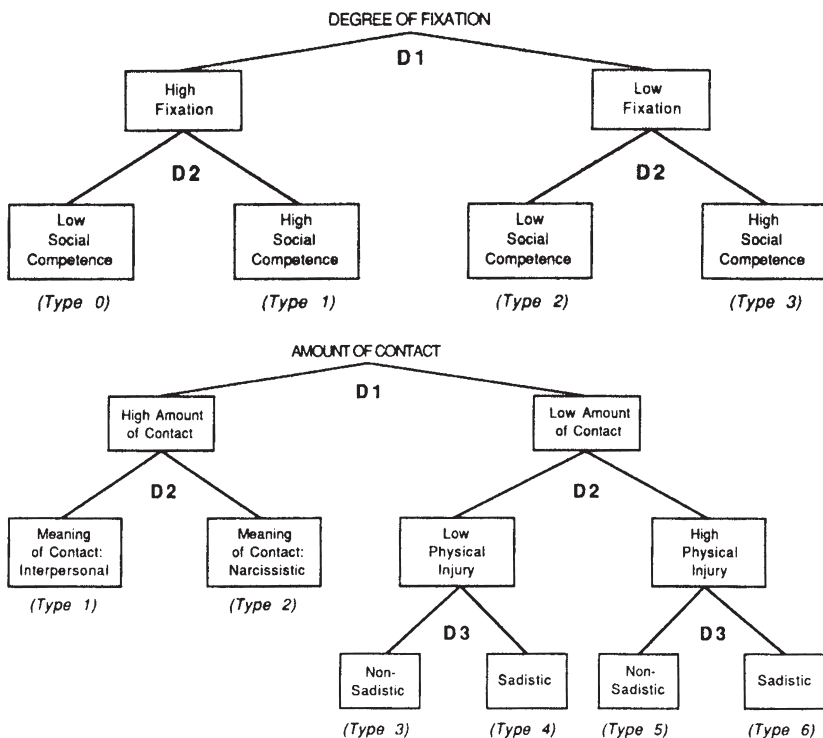 DEGREE OF FIXATION
D1
High
Fixation
Low
Fixation
D2
D2
Low
Social
Competence
High
Social
Competence
Low
Social
Competence
High
Social
Competence
(Type 0)
(Type 1)
(Type 2)
(Type 3)
AMOUNT OF CONTACT
D1
High Amount
of Contact
Low Amount
of Contact
D2
D2
Meaning
of Contact:
Interpersonal
Meaning
of Contact:
Narcissistic
Low
Physical
Injury
High
Physical
Injury
(Type 1)
(Type 2)
D3
D3
Non-
Sadistic
Sadistic
Non-
Sadistic
Sadistic
(Type 3)
(Type 4)
(Type 5)
(Type 6)